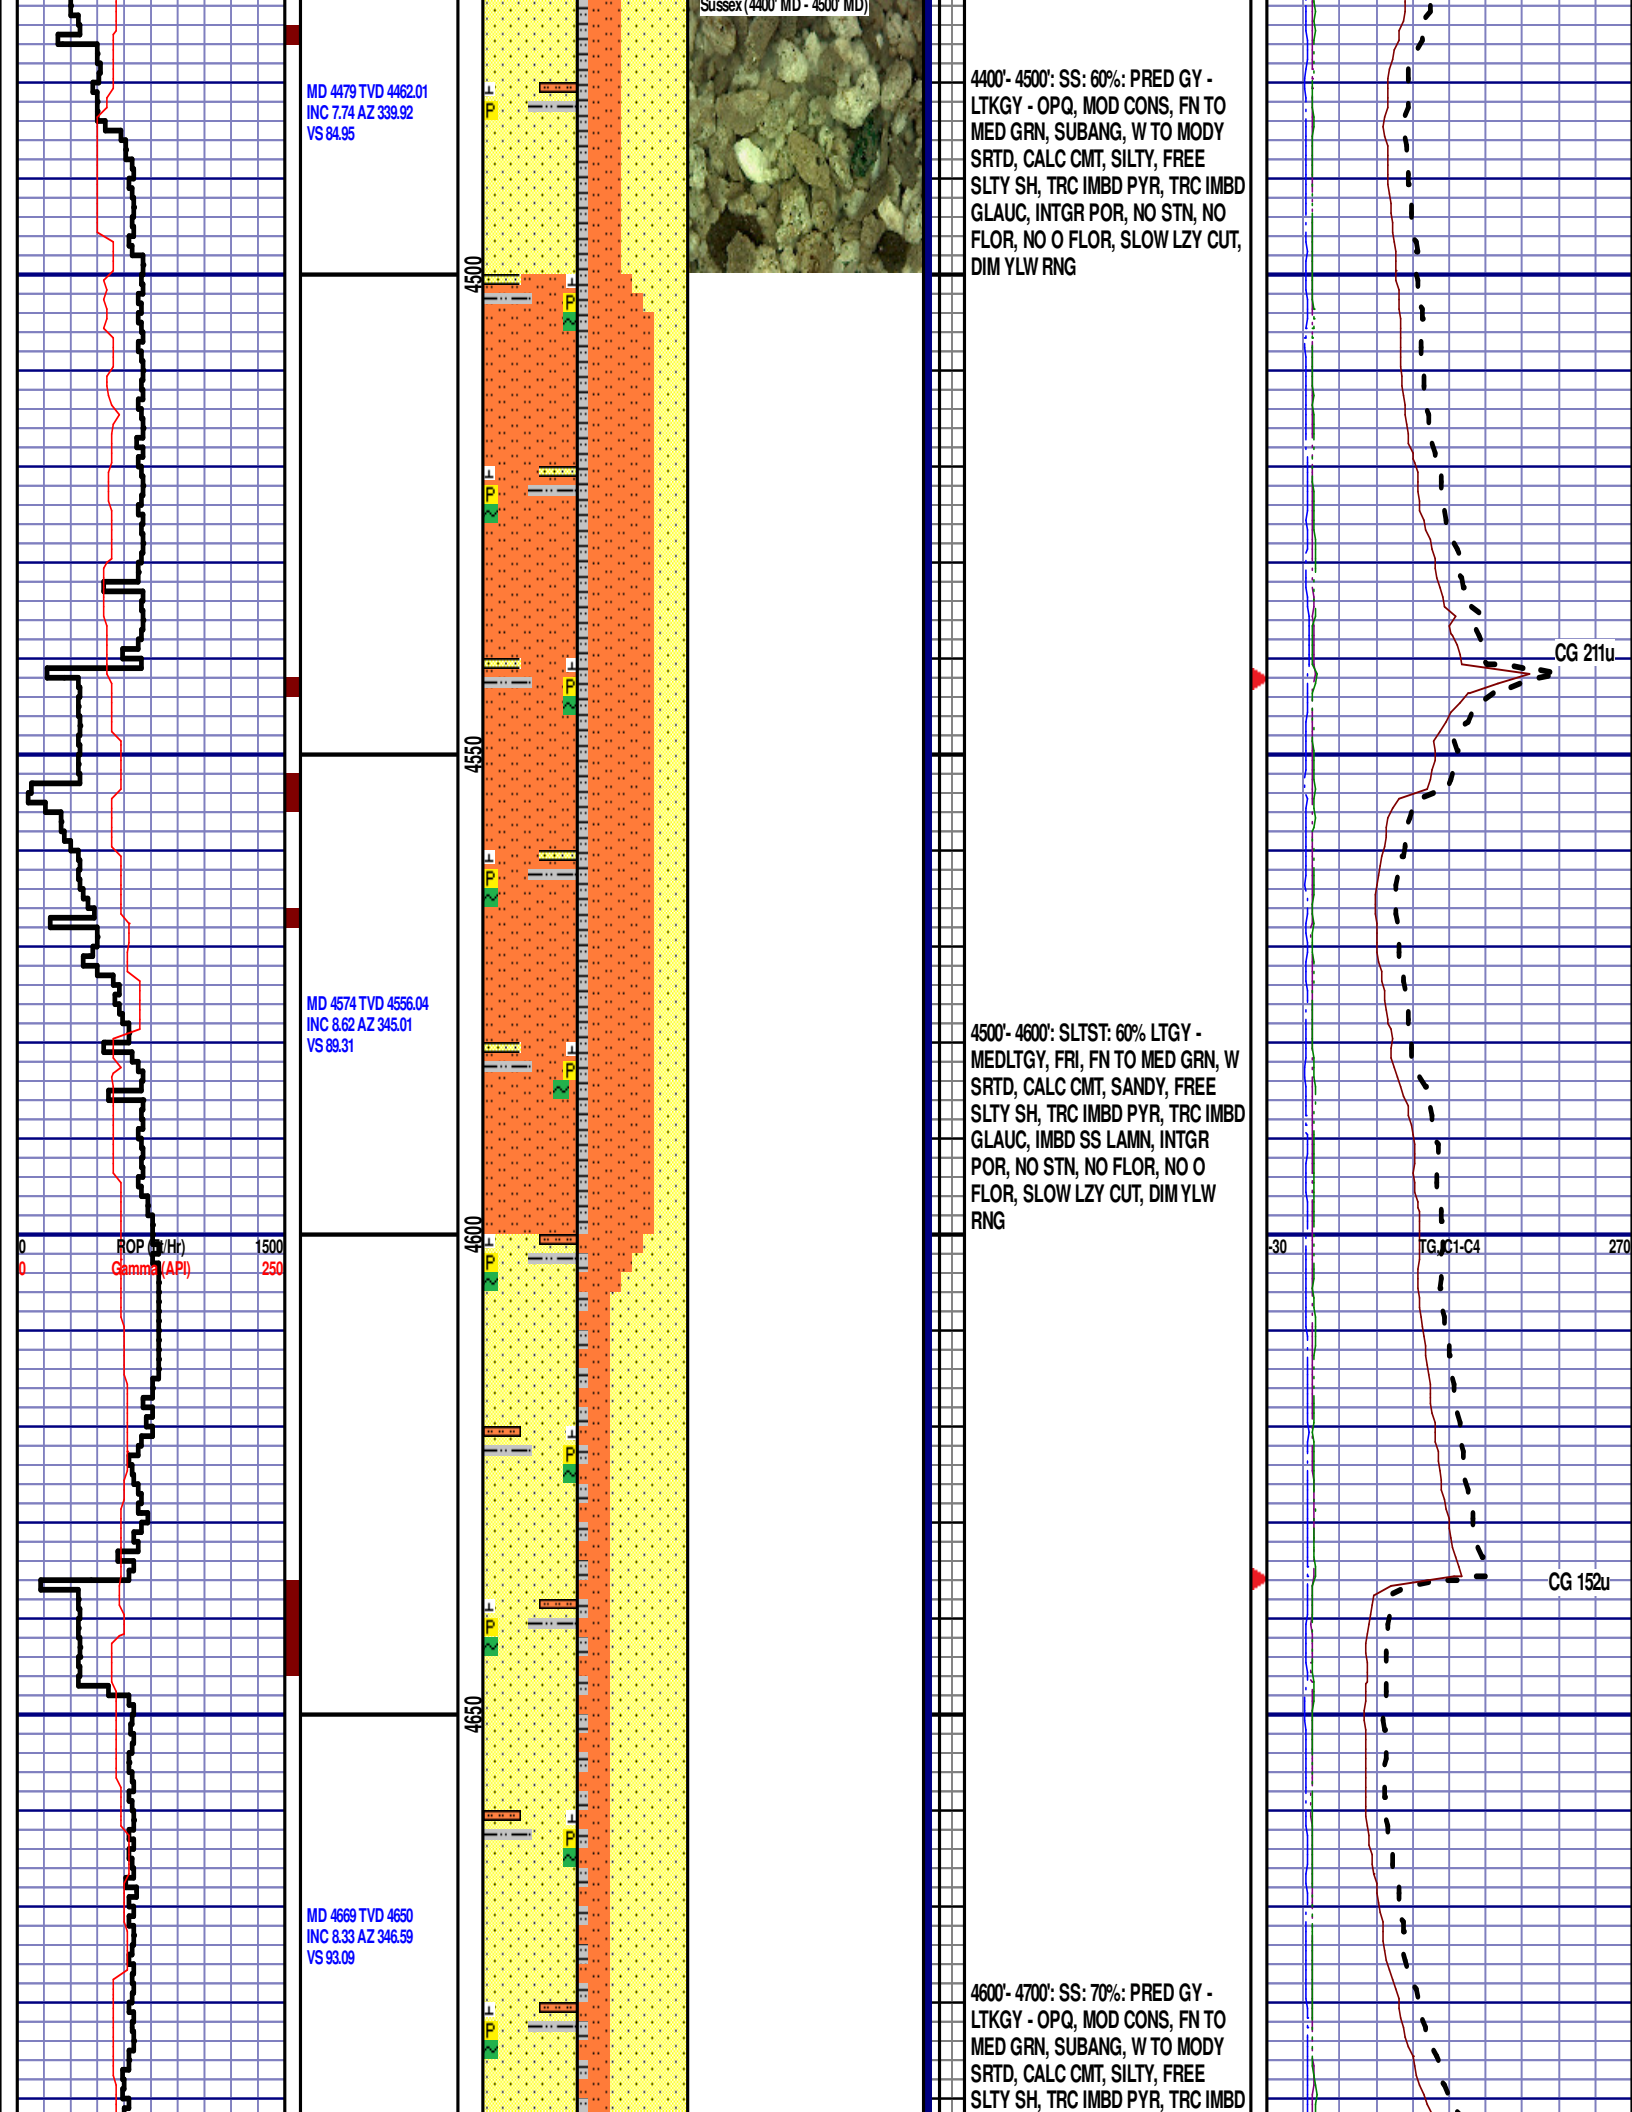 Sussex (4400' MD - 4500' MD)
MD 4479 TVD 4462.01
INC 7.74 AZ 339.92
VS 84.95
4400'- 4500': SS: 60%: PRED GY -
LTKGY - OPQ, MOD CONS, FN TO
MED GRN, SUBANG, W TO MODY
SRTD, CALC CMT, SILTY, FREE
SLTY SH, TRC IMBD PYR, TRC IMBD
GLAUC, INTGR POR, NO STN, NO
FLOR, NO O FLOR, SLOW LZY CUT,
DIM YLW RNG
P
4500
P
P
CG 211u
P
4550
P
MD 4574 TVD 4556.04
INC 8.62 AZ 345.01
VS 89.31
P
4500'- 4600': SLTST: 60% LTGY -
MEDLTGY, FRI, FN TO MED GRN, W
SRTD, CALC CMT, SANDY, FREE
SLTY SH, TRC IMBD PYR, TRC IMBD
GLAUC, IMBD SS LAMN, INTGR
POR, NO STN, NO FLOR, NO O
FLOR, SLOW LZY CUT, DIM YLW
RNG
4600
0 ROP (ft/Hr) 1500
0 Gamma (API) 250
-30 TG, C1-C4 270
P
P
CG 152u
P
4650
P
MD 4669 TVD 4650
INC 8.33 AZ 346.59
VS 93.09
P
4600'- 4700': SS: 70%: PRED GY -
LTKGY - OPQ, MOD CONS, FN TO
MED GRN, SUBANG, W TO MODY
SRTD, CALC CMT, SILTY, FREE
SLTY SH, TRC IMBD PYR, TRC IMBD